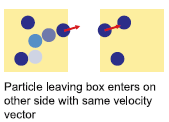 Particle leaving box enters on
other side with same velocity
vector